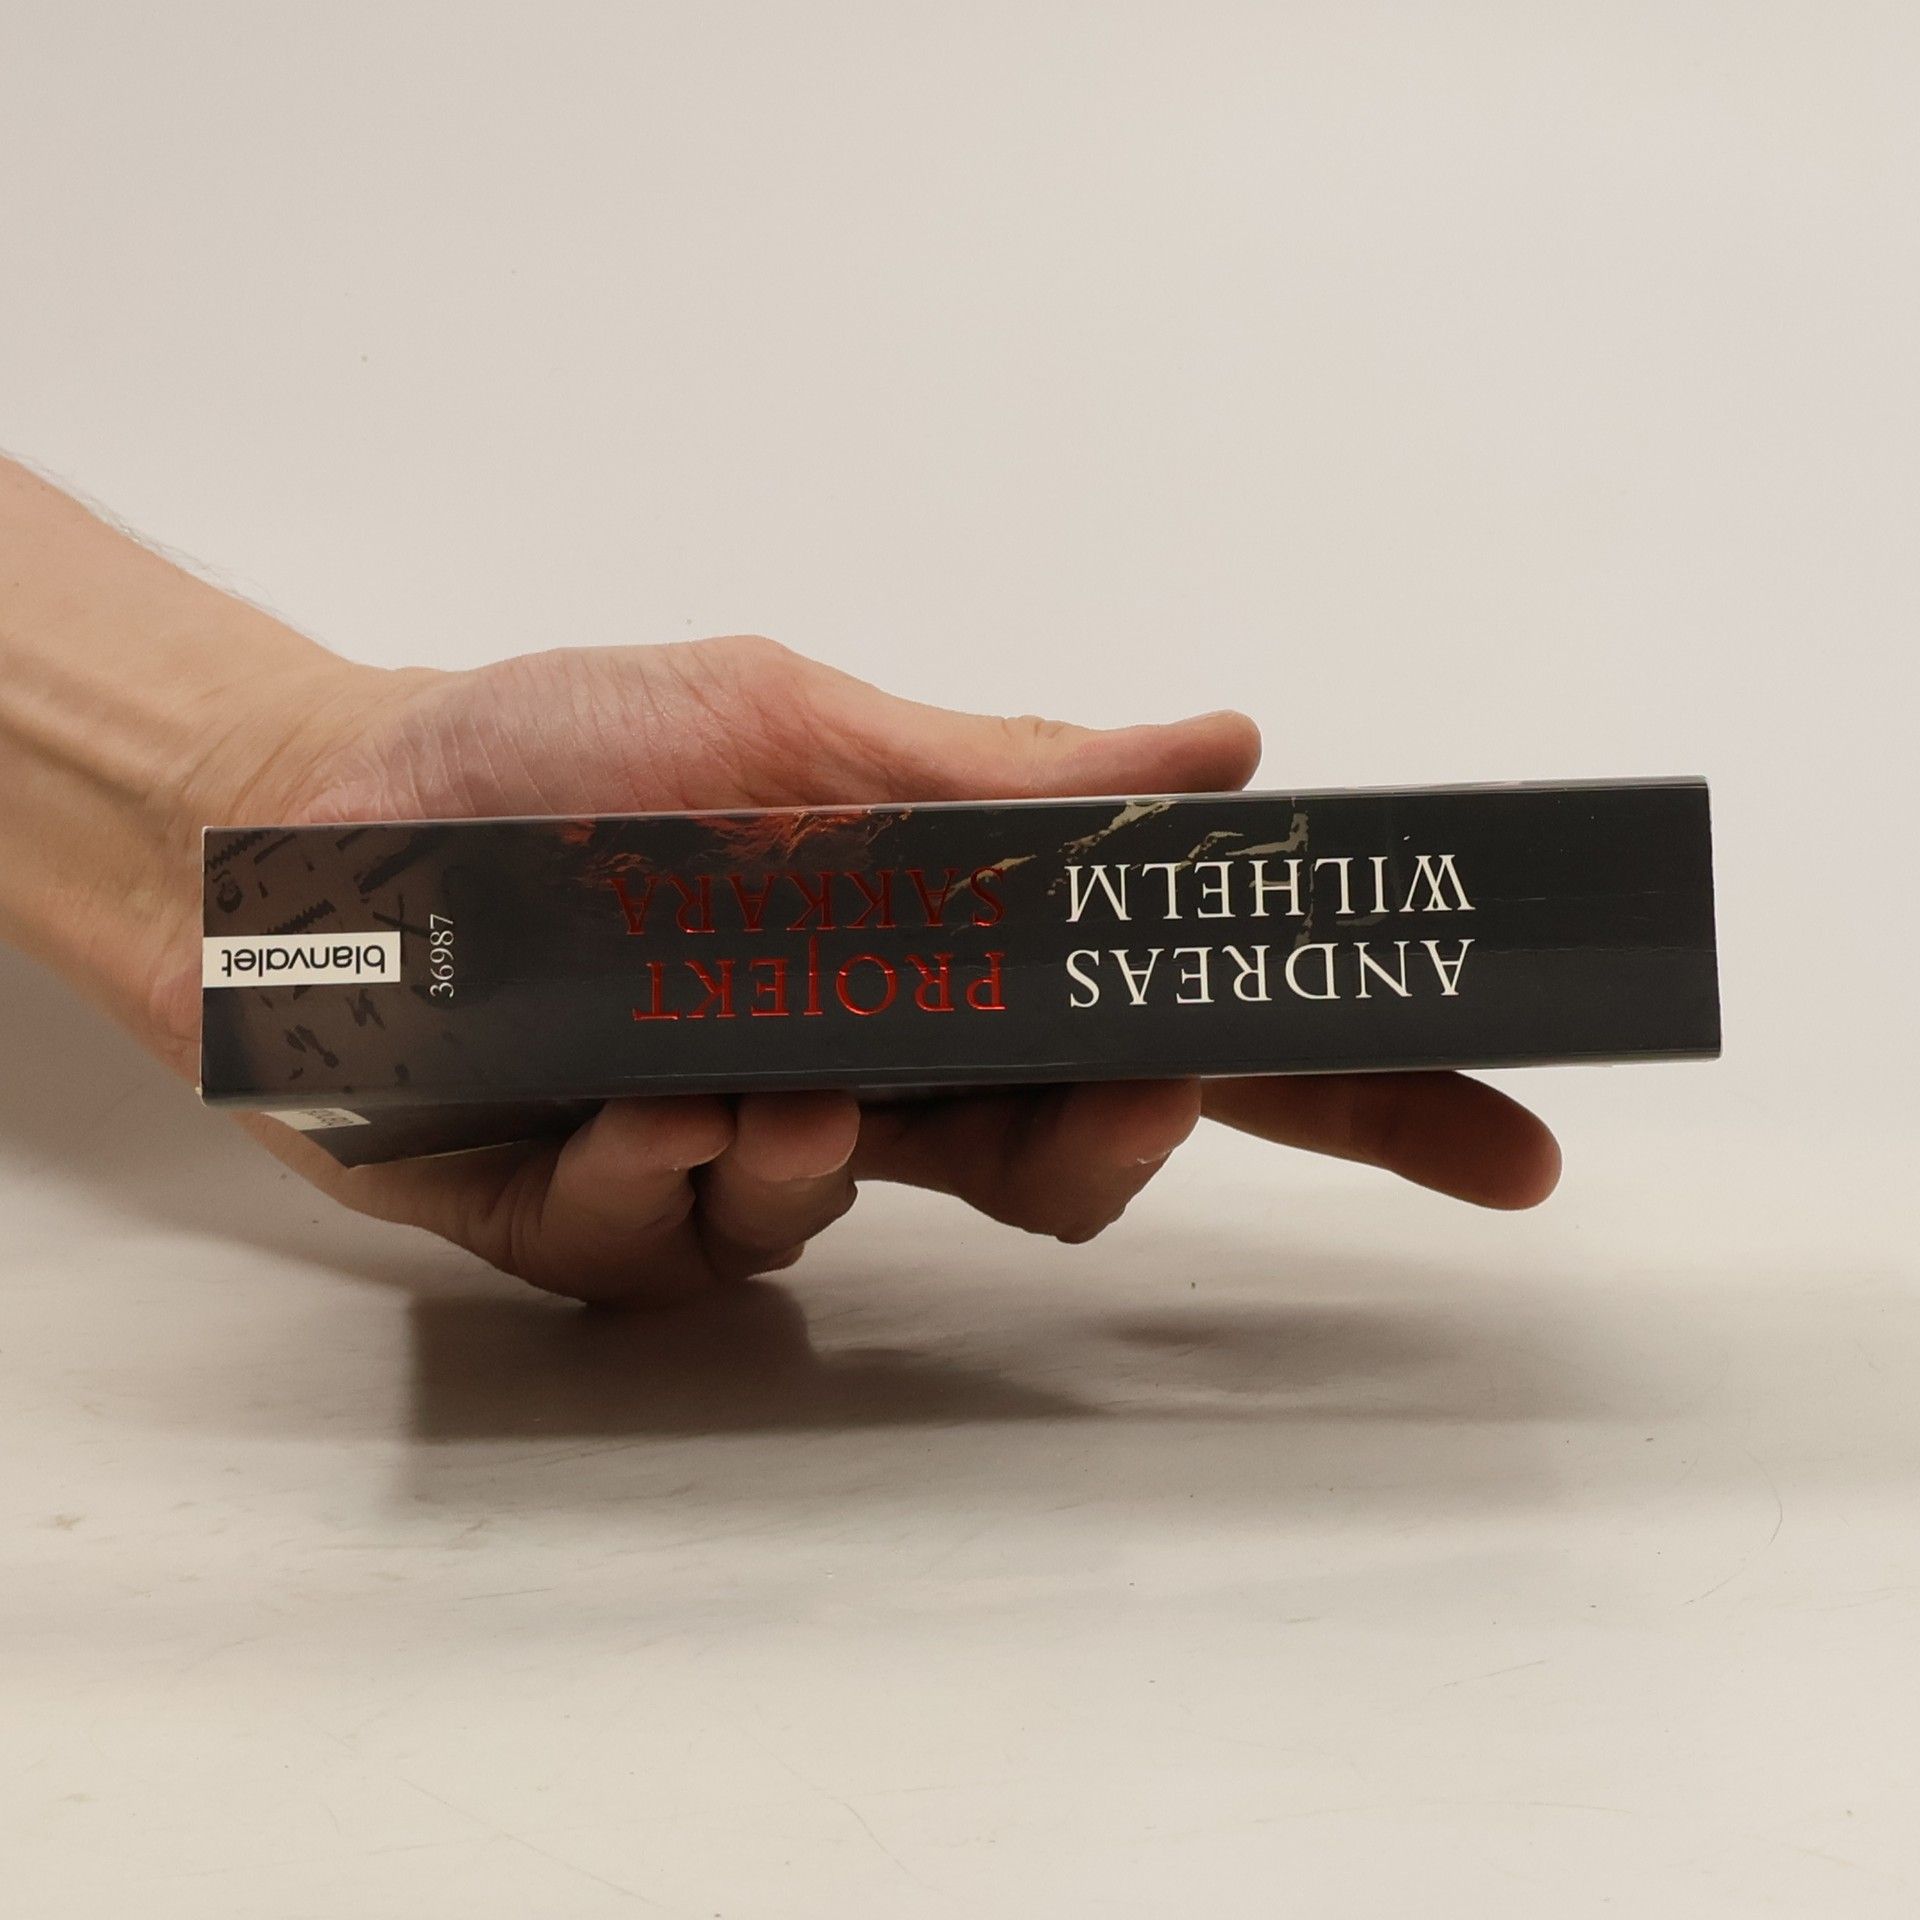 ANDREAS
WILHELM
PROJEKT
SAKKARA
36987
blanvalet